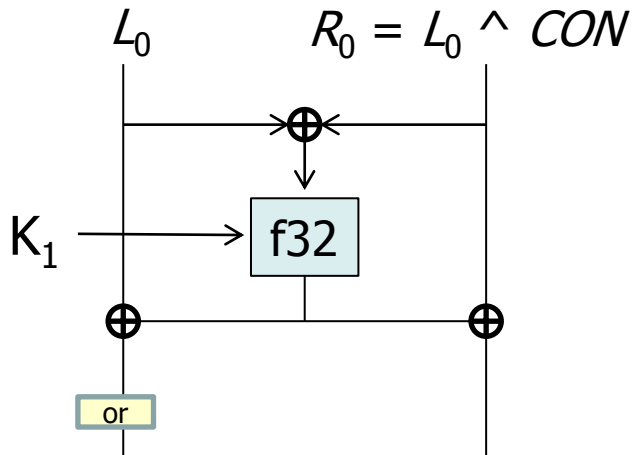 L₀ R₀ = L₀ ^ CON
K₁
f32
or